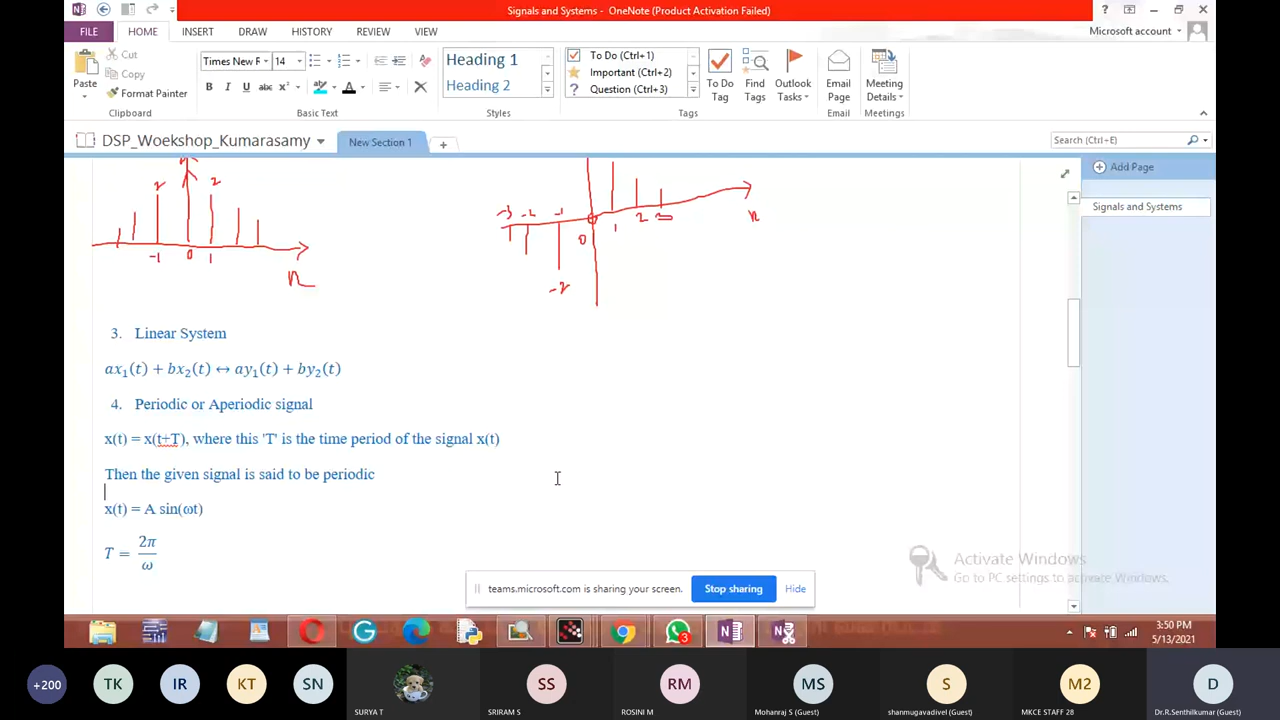 Signals and Systems - OneNote (Product Activation Failed)
FILE HOME INSERT DRAW HISTORY REVIEW VIEW
Microsoft account
Cut
Copy
Format Painter
Paste
Clipboard
Times New R 14
B I U abc x² A
Basic Text
Heading 1
Heading 2
Styles
To Do (Ctrl+1)
Important (Ctrl+2)
Question (Ctrl+3)
To Do Tag
Find Tags
Tags
Outlook Tasks
Email Page
Email
Meeting Details
Meetings
DSP_Woekshop_Kumarasamy
New Section 1
Search (Ctrl+E)
Add Page
Signals and Systems
2 2
-1 0 1
n
-3 -2 -1
0 1 2 3
n
-2
3. Linear System
ax₁(t) + bx₂(t) ↔ ay₁(t) + by₂(t)
4. Periodic or Aperiodic signal
x(t) = x(t+T), where this 'T' is the time period of the signal x(t)
Then the given signal is said to be periodic
x(t) = A sin(ωt)
T = 2π/ω
Activate Windows
Go to PC settings to activate Windows.
teams.microsoft.com is sharing your screen.
Stop sharing
Hide
3
3:50 PM
5/13/2021
+200
TK
IR
KT
SN
SURYA T
SS
SRIRAM S
RM
ROSINI M
MS
Mohanraj S (Guest)
S
shanmugavadivel (Guest)
M2
MKCE STAFF 28
D
Dr.R.Senthilkumar (Guest)